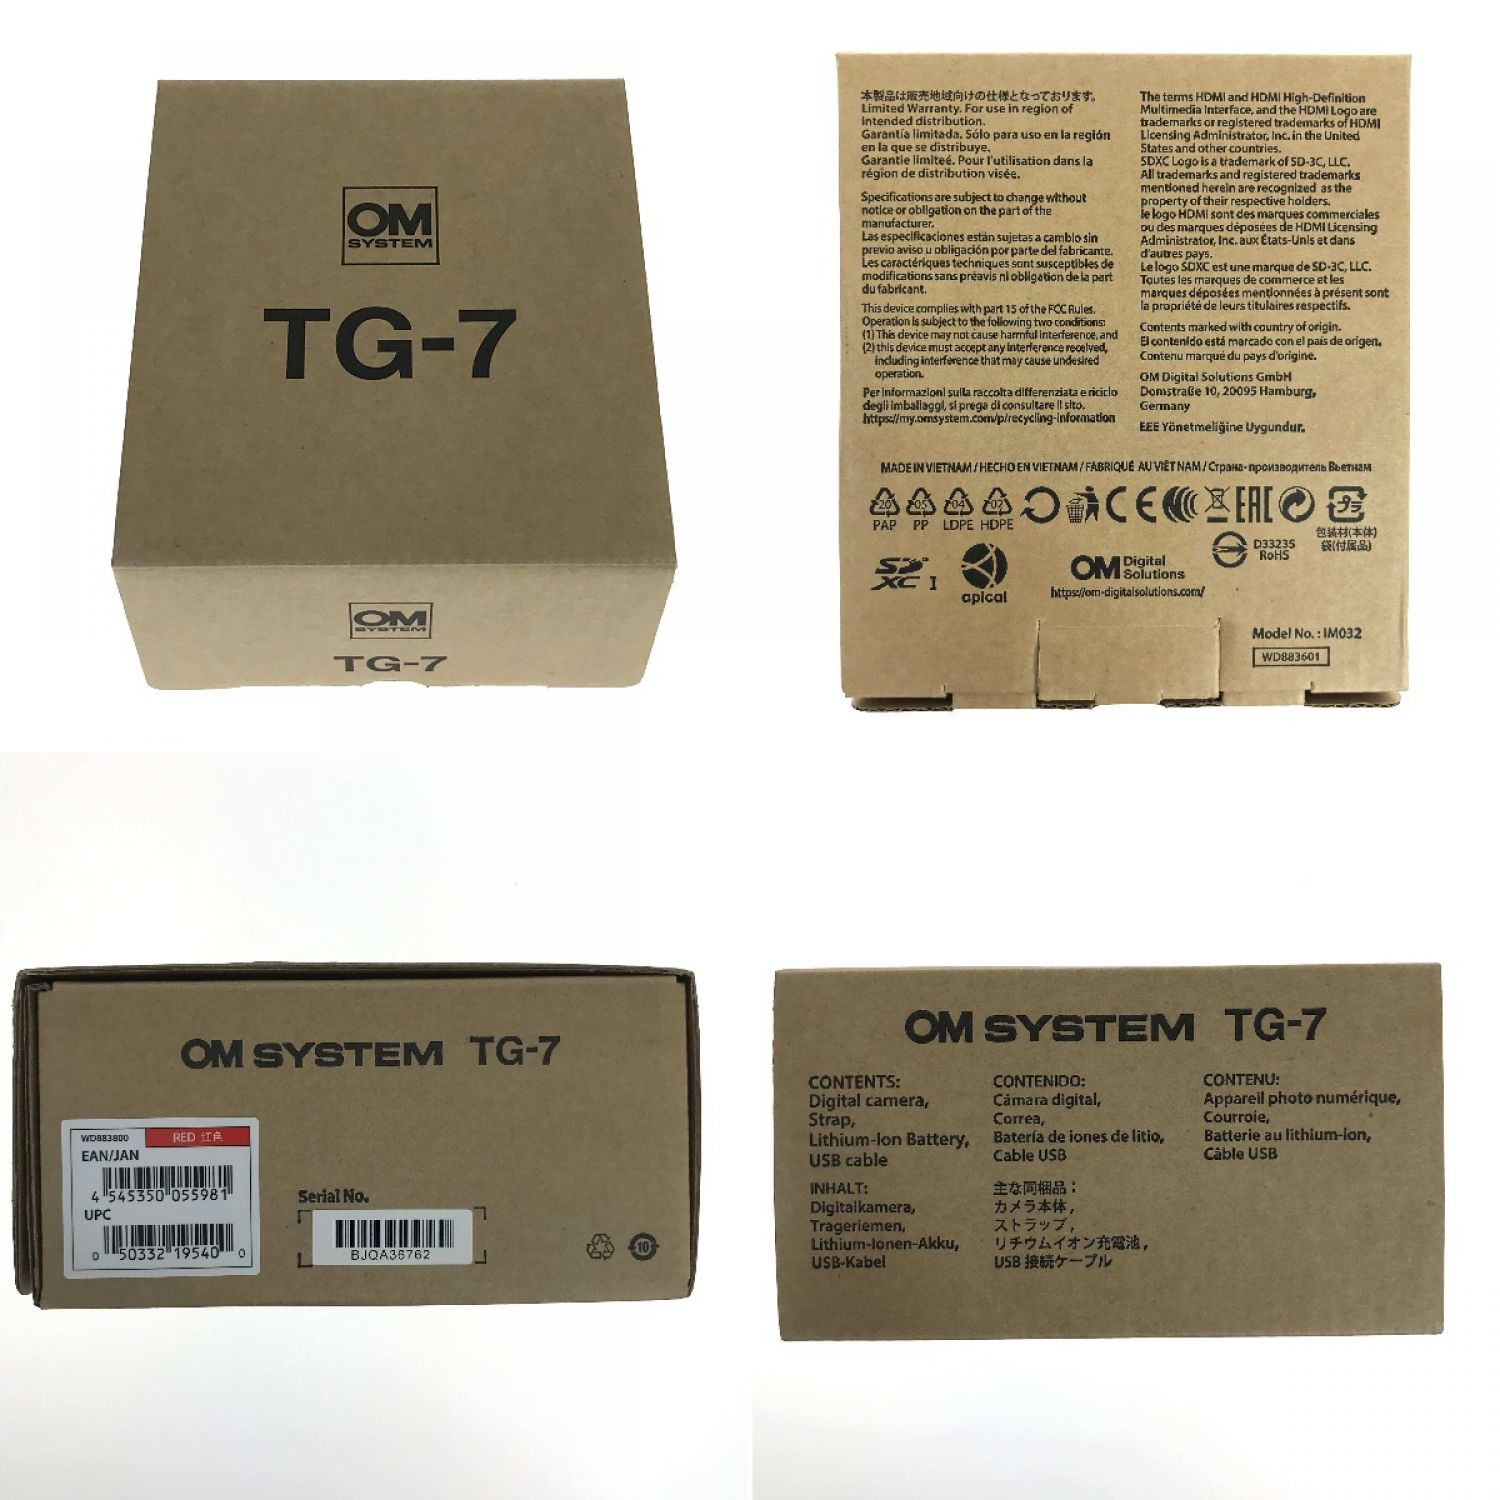 OM
SYSTEM
TG-7
OM
SYSTEM
TG-7
本製品は販売地域向けの仕様となっております。
Limited Warranty. For use in region of
intended distribution.
Garantía limitada. Sólo para uso en la región
en la que se distribuye.
Garantie limiteé. Pour l'utilisation dans la
région de distribution visée.
Specifications are subject to change without
notice or obligation on the part of the
manufacturer.
Las especificaciones están sujetas a cambio sin
previo aviso u obligación por parte del fabricante.
Les caractériques techniques sont susceptibles de
modifications sans préavis ni obligation de la part
du fabricant.
This device complies with part 15 of the FCC Rules.
Operation is subject to the following two conditions:
(1) This device may not cause harmful interference, and
(2) this device must accept any interference received,
including interference that may cause undesired
operation.
Per informazioni sulla raccolta differenziata e riciclo
degli imballaggi, si prega di consultare il sito.
https://my.omsystem.com/p/recycling-information
The terms HDMI and HDMI High-Definition
Multimedia Interface, and the HDMI Logo are
trademarks or registered trademarks of HDMI
Licensing Administrator, Inc. in the United
States and other countries.
SDXC Logo is a trademark of SD-3C, LLC.
All trademarks and registered trademarks
mentioned herein are recognized as the
property of their respective holders.
le logo HDMI sont des marques commerciales
ou des marques déposées de HDMI Licensing
Administrator, Inc. aux États-Unis et dans
d'autres pays.
Le logo SDXC est une marque de SD-3C, LLC.
Toutes les marques de commerce et les
marques déposées mentionnées à présent sont
la propriété de leurs titulaires respectifs.
Contents marked with country of origin.
El contenido está marcado con el país de origen.
Contenu marqué du pays d'origine.
OM Digital Solutions GmbH
Domstraße 10, 20095 Hamburg,
Germany
EEE Yönetmeliğine Uygundur.
MADE IN VIETNAM / HECHO EN VIETNAM / FABRIQUÉ AU VIÊT NAM / Страна-производитель Вьетнам
20 05 04 02 CE EAC プラ
PAP PP LDPE HDPE
包装材(本体)
袋(付属品)
D33235
RoHS
SD XC I
apical
OM Digital Solutions
https://om-digitalsolutions.com/
Model No. : IM032
WD883601
OM SYSTEM TG-7
WD883800 RED 红色
EAN/JAN
4 545350 055981
UPC
0 50332 19540 0
Serial No.
BJQA36762
10
OM SYSTEM TG-7
CONTENTS:
Digital camera,
Strap,
Lithium-Ion Battery,
USB cable
CONTENIDO:
Cámara digital,
Correa,
Batería de iones de litio,
Cable USB
CONTENU:
Appareil photo numérique,
Courroie,
Batterie au lithium-ion,
Câble USB
INHALT:
Digitalkamera,
Trageriemen,
Lithium-Ionen-Akku,
USB-Kabel
主な同梱品：
カメラ本体，
ストラップ，
リチウムイオン充電池，
USB 接続ケーブル